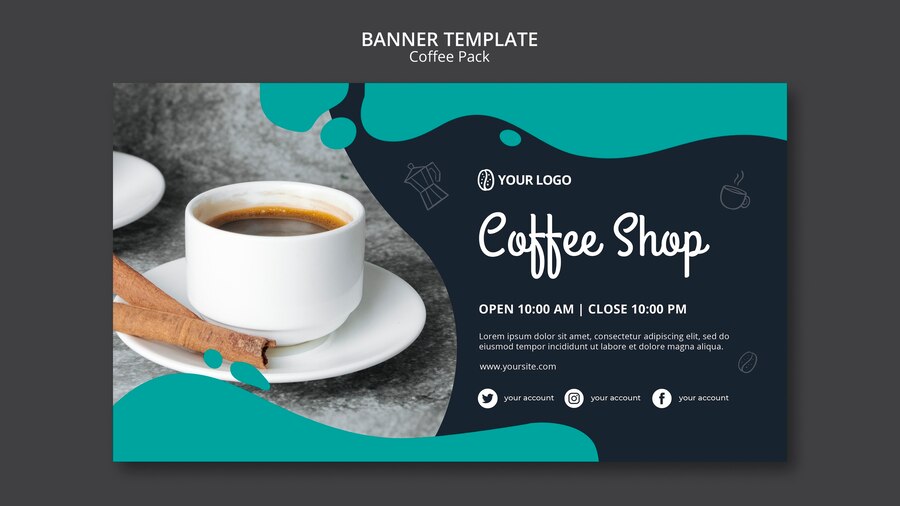 BANNER TEMPLATE
Coffee Pack
YOUR LOGO
Coffee Shop
OPEN 10:00 AM | CLOSE 10:00 PM
Lorem ipsum dolor sit amet, consectetur adipiscing elit, sed do
eiusmod tempor incididunt ut labore et dolore magna aliqua.
www.yoursite.com
your account your account your account